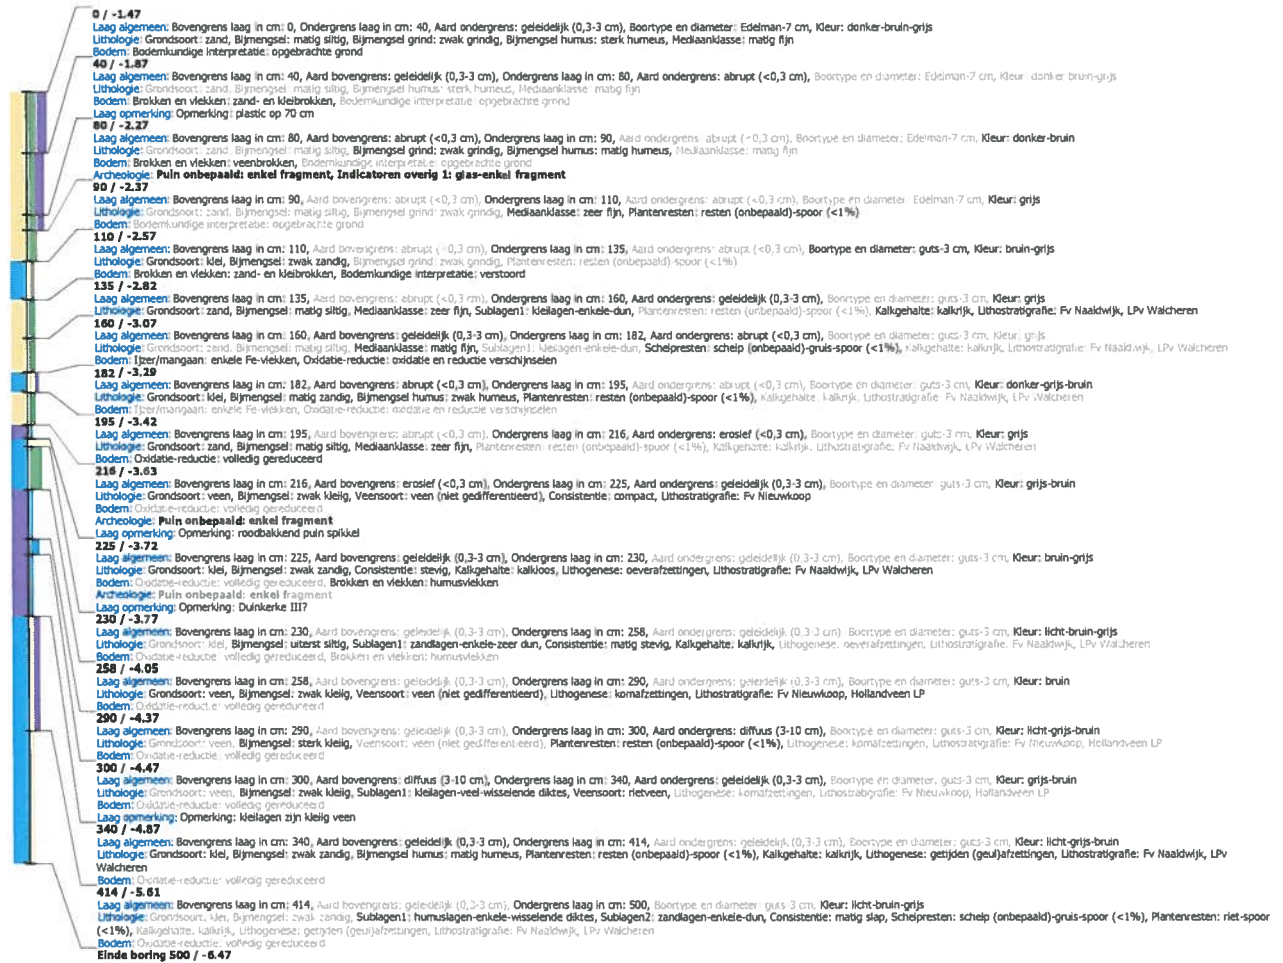 0 / -1.47
Laag algemeen: Bovengrens laag in cm: 0, Ondergrens laag in cm: 40, Aard ondergrens: geleidelijk (0,3-3 cm), Boortype en diameter: Edelman-7 cm, Kleur: donker-bruin-grijs
Lithologie: Grondsoort: zand, Bijmengsel: matig siltig, Bijmengsel grind: zwak grindig, Bijmengsel humus: sterk humeus, Mediaanklasse: matig fijn
Bodem: Bodemkundige interpretatie: opgebrachte grond
40 / -1.87
Laag algemeen: Bovengrens laag in cm: 40, Aard bovengrens: geleidelijk (0,3-3 cm), Ondergrens laag in cm: 80, Aard ondergrens: abrupt (<0,3 cm), Boortype en diameter: Edelman-7 cm, Kleur: donker bruin-grijs
Lithologie: Grondsoort: zand, Bijmengsel: matig siltig, Bijmengsel humus: sterk humeus, Mediaanklasse: matig fijn
Bodem: Brokken en vlekken: zand- en kleibrokken, Bodemkundige interpretatie: opgebrachte grond
Laag opmerking: Opmerking: plastic op 70 cm
80 / -2.27
Laag algemeen: Bovengrens laag in cm: 80, Aard bovengrens: abrupt (<0,3 cm), Ondergrens laag in cm: 90, Aard ondergrens: abrupt (<0,3 cm), Boortype en diameter: Edelman-7 cm, Kleur: donker-bruin
Lithologie: Grondsoort: zand, Bijmengsel: matig siltig, Bijmengsel grind: zwak grindig, Bijmengsel humus: matig humeus, Mediaanklasse: matig fijn
Bodem: Brokken en vlekken: veenbrokken, Bodemkundige interpretatie: opgebrachte grond
Archeologie: Puin onbepaald: enkel fragment, Indicatoren overig 1: glas-enkel fragment
90 / -2.37
Laag algemeen: Bovengrens laag in cm: 90, Aard bovengrens: abrupt (<0,3 cm), Ondergrens laag in cm: 110, Aard ondergrens: abrupt (<0,3 cm), Boortype en diameter: Edelman-7 cm, Kleur: grijs
Lithologie: Grondsoort: zand, Bijmengsel: matig siltig, Bijmengsel grind: zwak grindig, Mediaanklasse: zeer fijn, Plantenresten: resten (onbepaald)-spoor (<1%)
Bodem: Bodemkundige interpretatie: opgebrachte grond
110 / -2.57
Laag algemeen: Bovengrens laag in cm: 110, Aard bovengrens: abrupt (<0,3 cm), Ondergrens laag in cm: 135, Aard ondergrens: abrupt (<0,3 cm), Boortype en diameter: guts-3 cm, Kleur: bruin-grijs
Lithologie: Grondsoort: klei, Bijmengsel: zwak zandig, Bijmengsel grind: zwak grindig, Plantenresten: resten (onbepaald)-spoor (<1%)
Bodem: Brokken en vlekken: zand- en kleibrokken, Bodemkundige interpretatie: verstoord
135 / -2.82
Laag algemeen: Bovengrens laag in cm: 135, Aard bovengrens: abrupt (<0,3 cm), Ondergrens laag in cm: 160, Aard ondergrens: geleidelijk (0,3-3 cm), Boortype en diameter: guts-3 cm, Kleur: grijs
Lithologie: Grondsoort: zand, Bijmengsel: matig siltig, Mediaanklasse: zeer fijn, Sublagen1: kleilagen-enkele-dun, Plantenresten: resten (onbepaald)-spoor (<1%), Kalkgehalte: kalkrijk, Lithostratigrafie: Fv Naaldwijk, LPv Walcheren
160 / -3.07
Laag algemeen: Bovengrens laag in cm: 160, Aard bovengrens: geleidelijk (0,3-3 cm), Ondergrens laag in cm: 182, Aard ondergrens: abrupt (<0,3 cm), Boortype en diameter: guts-3 cm, Kleur: grijs
Lithologie: Grondsoort: zand, Bijmengsel: matig siltig, Mediaanklasse: matig fijn, Sublagen1: kleilagen-enkele-dun, Schelpresten: schelp (onbepaald)-gruis-spoor (<1%), Kalkgehalte: kalkrijk, Lithostratigrafie: Fv Naaldwijk, LPv Walcheren
Bodem: IJzer/mangaan: enkele Fe-vlekken, Oxidatie-reductie: oxidatie en reductie verschijnselen
182 / -3.29
Laag algemeen: Bovengrens laag in cm: 182, Aard bovengrens: abrupt (<0,3 cm), Ondergrens laag in cm: 195, Aard ondergrens: abrupt (<0,3 cm), Boortype en diameter: guts-3 cm, Kleur: donker-grijs-bruin
Lithologie: Grondsoort: klei, Bijmengsel: matig zandig, Bijmengsel humus: zwak humeus, Plantenresten: resten (onbepaald)-spoor (<1%), Kalkgehalte: kalkrijk, Lithostratigrafie: Fv Naaldwijk, LPv Walcheren
Bodem: IJzer/mangaan: enkele Fe-vlekken, Oxidatie-reductie: oxidatie en reductie verschijnselen
195 / -3.42
Laag algemeen: Bovengrens laag in cm: 195, Aard bovengrens: abrupt (<0,3 cm), Ondergrens laag in cm: 216, Aard ondergrens: erosief (<0,3 cm), Boortype en diameter: guts-3 cm, Kleur: grijs
Lithologie: Grondsoort: zand, Bijmengsel: matig siltig, Mediaanklasse: zeer fijn, Plantenresten: resten (onbepaald)-spoor (<1%), Kalkgehalte: kalkrijk, Lithostratigrafie: Fv Naaldwijk, LPv Walcheren
Bodem: Oxidatie-reductie: volledig gereduceerd
216 / -3.63
Laag algemeen: Bovengrens laag in cm: 216, Aard bovengrens: erosief (<0,3 cm), Ondergrens laag in cm: 225, Aard ondergrens: geleidelijk (0,3-3 cm), Boortype en diameter: guts-3 cm, Kleur: grijs-bruin
Lithologie: Grondsoort: veen, Bijmengsel: zwak kleiig, Veensoort: veen (niet gedifferentieerd), Consistentie: compact, Lithostratigrafie: Fv Nieuwkoop
Bodem: Oxidatie-reductie: volledig gereduceerd
Archeologie: Puin onbepaald: enkel fragment
Laag opmerking: Opmerking: roodbakkend puin spikkel
225 / -3.72
Laag algemeen: Bovengrens laag in cm: 225, Aard bovengrens: geleidelijk (0,3-3 cm), Ondergrens laag in cm: 230, Aard ondergrens: geleidelijk (0,3-3 cm), Boortype en diameter: guts-3 cm, Kleur: bruin-grijs
Lithologie: Grondsoort: klei, Bijmengsel: zwak zandig, Consistentie: stevig, Kalkgehalte: kalkloos, Lithogenese: oeverafzettingen, Lithostratigrafie: Fv Naaldwijk, LPv Walcheren
Bodem: Oxidatie-reductie: volledig gereduceerd, Brokken en vlekken: humusvlekken
Archeologie: Puin onbepaald: enkel fragment
Laag opmerking: Opmerking: Duinkerke III?
230 / -3.77
Laag algemeen: Bovengrens laag in cm: 230, Aard bovengrens: geleidelijk (0,3-3 cm), Ondergrens laag in cm: 258, Aard ondergrens: geleidelijk (0,3-3 cm), Boortype en diameter: guts-3 cm, Kleur: licht-bruin-grijs
Lithologie: Grondsoort: klei, Bijmengsel: uiterst siltig, Sublagen1: zandlagen-enkele-zeer dun, Consistentie: matig stevig, Kalkgehalte: kalkrijk, Lithogenese: oeverafzettingen, Lithostratigrafie: Fv Naaldwijk, LPv Walcheren
Bodem: Oxidatie-reductie: volledig gereduceerd, Brokken en vlekken: humusvlekken
258 / -4.05
Laag algemeen: Bovengrens laag in cm: 258, Aard bovengrens: geleidelijk (0,3-3 cm), Ondergrens laag in cm: 290, Aard ondergrens: geleidelijk (0,3-3 cm), Boortype en diameter: guts-3 cm, Kleur: bruin
Lithologie: Grondsoort: veen, Bijmengsel: zwak kleiig, Veensoort: veen (niet gedifferentieerd), Lithogenese: komafzettingen, Lithostratigrafie: Fv Nieuwkoop, Hollandveen LP
Bodem: Oxidatie-reductie: volledig gereduceerd
290 / -4.37
Laag algemeen: Bovengrens laag in cm: 290, Aard bovengrens: geleidelijk (0,3-3 cm), Ondergrens laag in cm: 300, Aard ondergrens: diffuus (3-10 cm), Boortype en diameter: guts-3 cm, Kleur: licht-grijs-bruin
Lithologie: Grondsoort: veen, Bijmengsel: sterk kleiig, Veensoort: veen (niet gedifferentieerd), Plantenresten: resten (onbepaald)-spoor (<1%), Lithogenese: komafzettingen, Lithostratigrafie: Fv Nieuwkoop, Hollandveen LP
Bodem: Oxidatie-reductie: volledig gereduceerd
300 / -4.47
Laag algemeen: Bovengrens laag in cm: 300, Aard bovengrens: diffuus (3-10 cm), Ondergrens laag in cm: 340, Aard ondergrens: geleidelijk (0,3-3 cm), Boortype en diameter: guts-3 cm, Kleur: grijs-bruin
Lithologie: Grondsoort: veen, Bijmengsel: zwak kleiig, Sublagen1: kleilagen-veel-wisselende diktes, Veensoort: rietveen, Lithogenese: komafzettingen, Lithostratigrafie: Fv Nieuwkoop, Hollandveen LP
Bodem: Oxidatie-reductie: volledig gereduceerd
Laag opmerking: Opmerking: kleilagen zijn kleiig veen
340 / -4.87
Laag algemeen: Bovengrens laag in cm: 340, Aard bovengrens: geleidelijk (0,3-3 cm), Ondergrens laag in cm: 414, Aard ondergrens: geleidelijk (0,3-3 cm), Boortype en diameter: guts-3 cm, Kleur: licht-grijs-bruin
Lithologie: Grondsoort: klei, Bijmengsel: zwak zandig, Bijmengsel humus: matig humeus, Plantenresten: resten (onbepaald)-spoor (<1%), Kalkgehalte: kalkrijk, Lithogenese: getijden (geul)afzettingen, Lithostratigrafie: Fv Naaldwijk, LPv
Walcheren
Bodem: Oxidatie-reductie: volledig gereduceerd
414 / -5.61
Laag algemeen: Bovengrens laag in cm: 414, Aard bovengrens: geleidelijk (0,3-3 cm), Ondergrens laag in cm: 500, Boortype en diameter: guts-3 cm, Kleur: licht-bruin-grijs
Lithologie: Grondsoort: klei, Bijmengsel: zwak zandig, Sublagen1: humuslagen-enkele-wisselende diktes, Sublagen2: zandlagen-enkele-dun, Consistentie: matig slap, Schelpresten: schelp (onbepaald)-gruis-spoor (<1%), Plantenresten: riet-spoor
(<1%), Kalkgehalte: kalkrijk, Lithogenese: getijden (geul)afzettingen, Lithostratigrafie: Fv Naaldwijk, LPv Walcheren
Bodem: Oxidatie-reductie: volledig gereduceerd
Einde boring 500 / -6.47